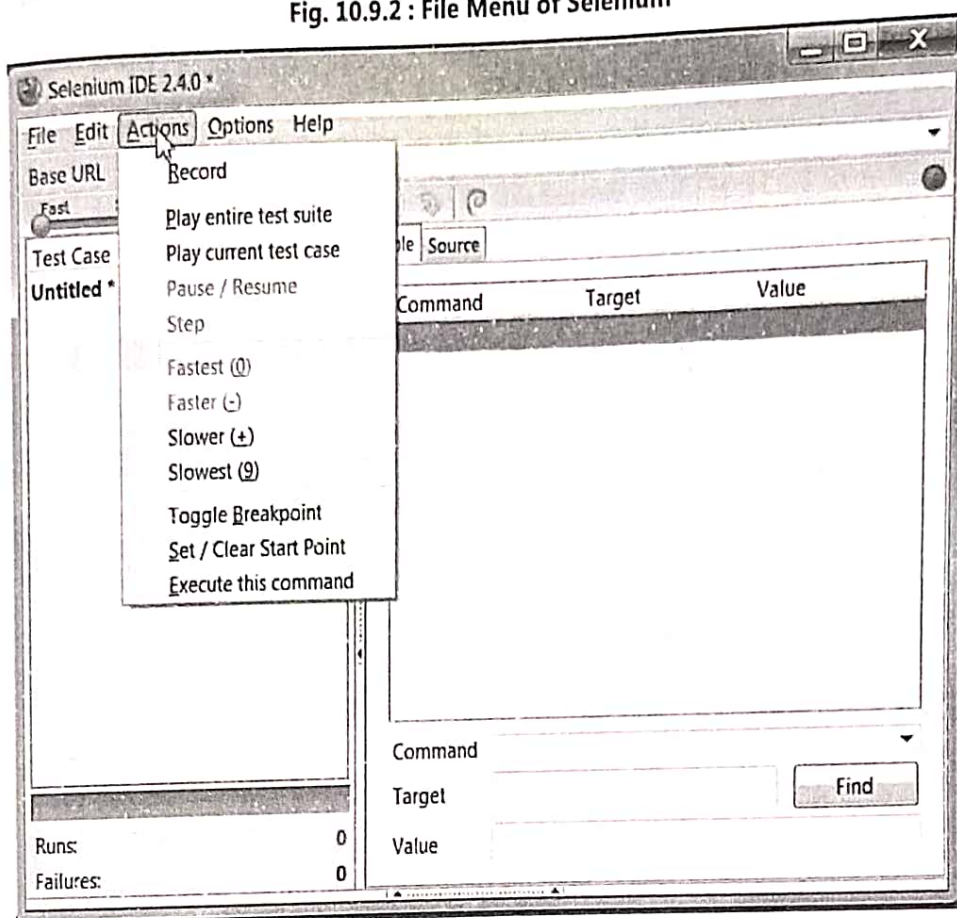 Fig. 10.9.2 : File Menu of Selenium
Selenium IDE 2.4.0 *
File Edit Actions Options Help
Base URL
Record
Fast
Play entire test suite
Play current test case
Pause / Resume
Step
Fastest (0)
Faster (-)
Slower (+)
Slowest (9)
Toggle Breakpoint
Set / Clear Start Point
Execute this command
Test Case
Untitled *
ble Source
Command Target Value
Command
Target
Find
Value
Runs: 0
Failures: 0